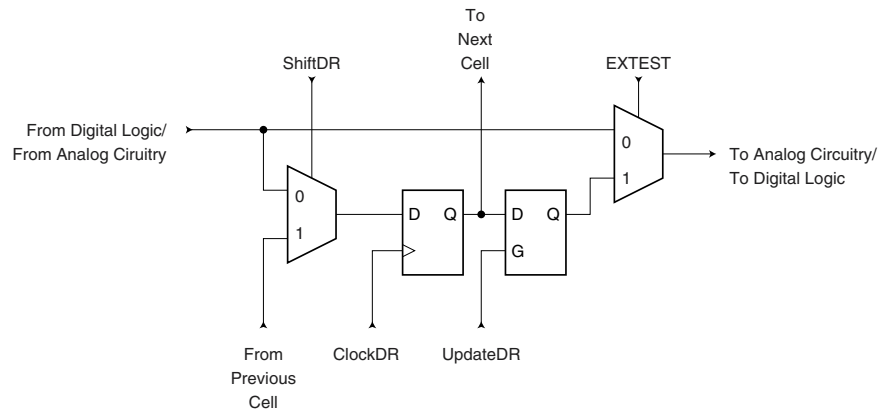 To
Next
Cell
ShiftDR
EXTEST
From Digital Logic/
From Analog Ciruitry
0
1
To Analog Circuitry/
To Digital Logic
0
1
D Q
D Q
G
From
Previous
Cell
ClockDR
UpdateDR